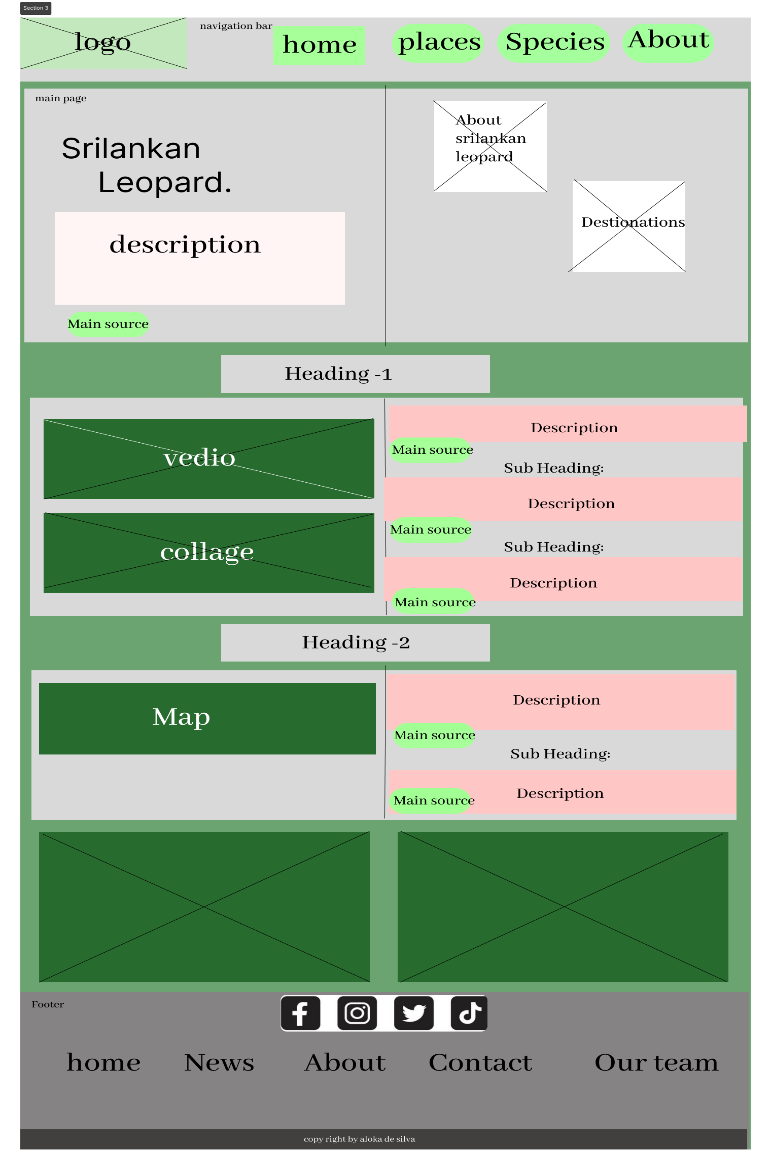 Section 3
logo
navigation bar
home
places
Species
About
main page
Srilankan
Leopard.
description
Main source
About
srilankan
leopard
Destionations
Heading -1
vedio
collage
Description
Main source
Sub Heading:
Description
Main source
Sub Heading:
Description
Main source
Heading -2
Map
Description
Main source
Sub Heading:
Description
Main source
Footer
home
News
About
Contact
Our team
copy right by aloka de silva